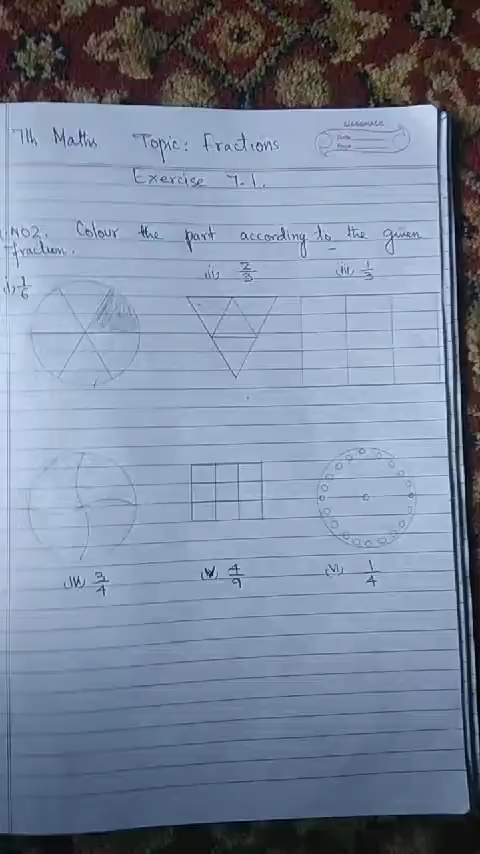 7th Maths Topic: Fractions
Exercise 7.1.
NO2. Colour the part according to the given
fraction.
(i) 1/6 (ii) 2/3 (iii) 1/3
(iv) 3/4 (v) 4/9 (vi) 1/4